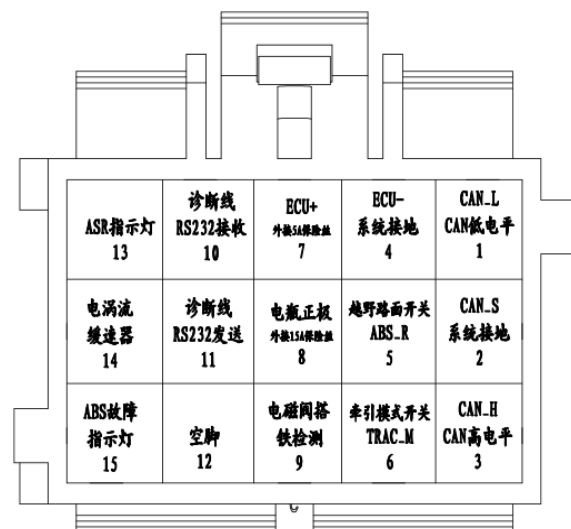 ASR指示灯
13
诊断线
RS232接收
10
ECU+
外接5A保险丝
7
ECU-
系统接地
4
CAN_L
CAN低电平
1
电涡流
缓速器
14
诊断线
RS232发送
11
电瓶正极
外接15A保险丝
8
越野路面开关
ABS_R
5
CAN_S
系统接地
2
ABS故障
指示灯
15
空脚
12
电磁阀搭
铁检测
9
牵引模式开关
TRAC_M
6
CAN_H
CAN高电平
3